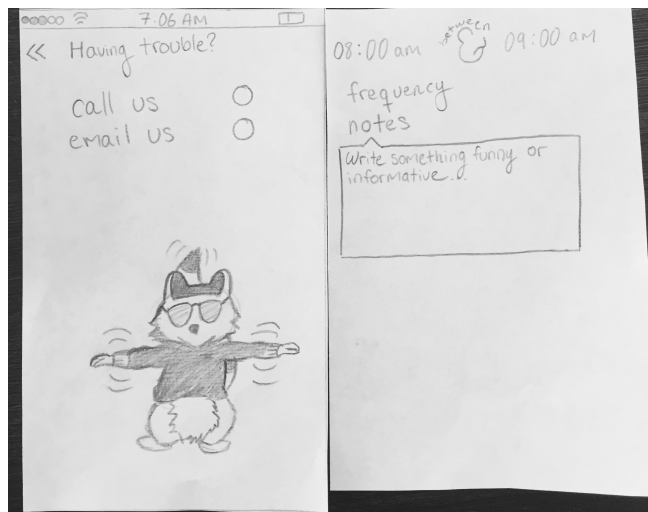 7:06 AM
<< Having trouble?
call us
email us
08:00 am between & 09:00 am
frequency
notes
Write something funny or
informative...